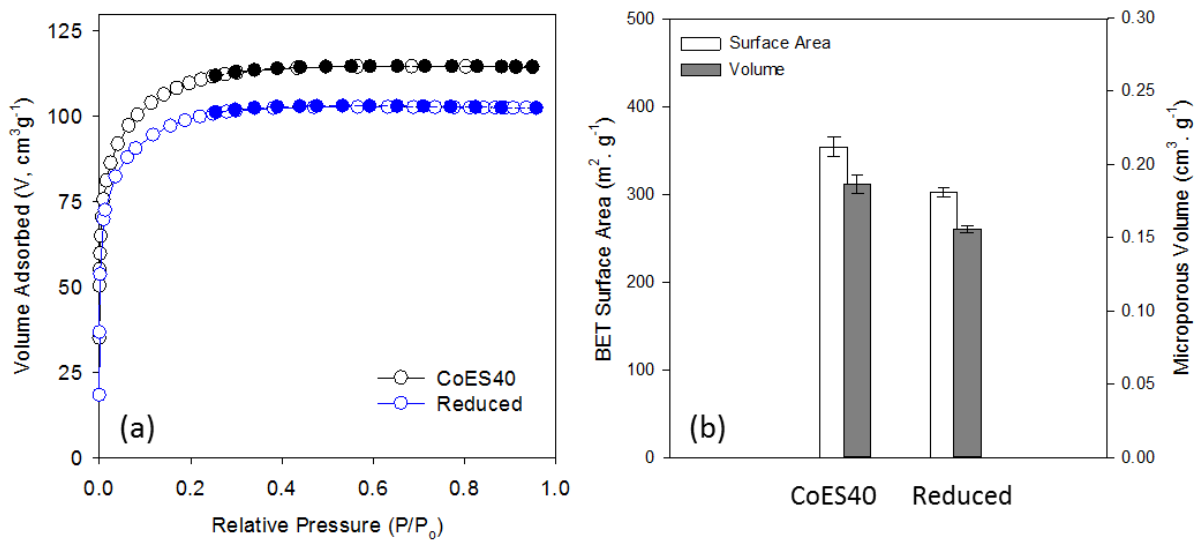 Volume Adsorbed (V, cm³g⁻¹)
125
100
75
50
25
0
0.0 0.2 0.4 0.6 0.8 1.0
Relative Pressure (P/P₀)
CoES40
Reduced
(a)
BET Surface Area (m². g⁻¹)
500
400
300
200
100
0
Surface Area
Volume
(b)
CoES40 Reduced
0.30
0.25
0.20
0.15
0.10
0.05
0.00
Microporous Volume (cm³. g⁻¹)